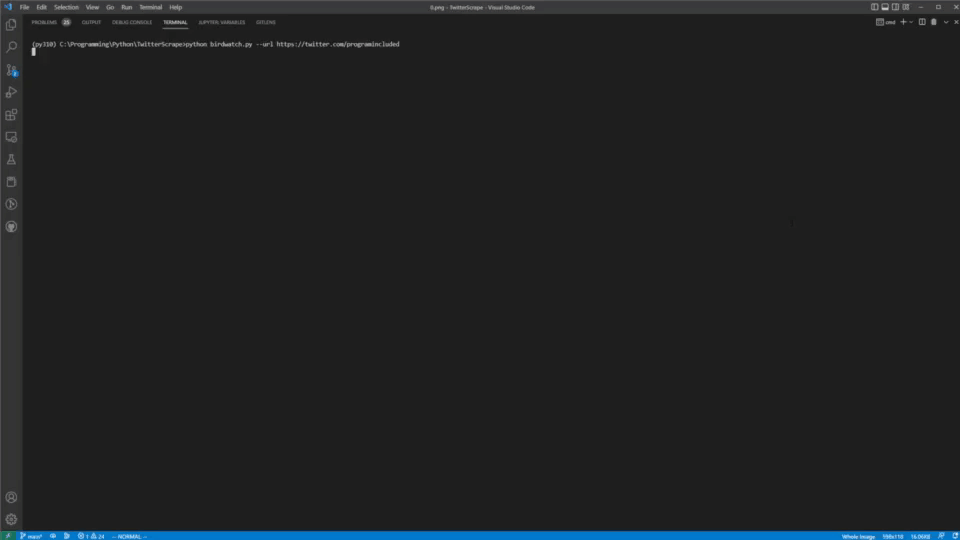 File Edit Selection View Go Run Terminal Help
0.png - TwitterScrape - Visual Studio Code
PROBLEMS 25 OUTPUT DEBUG CONSOLE TERMINAL JUPYTER: VARIABLES GITLENS
cmd
(py310) C:\Programming\Python\TwitterScrape>python birdwatch.py --url https://twitter.com/programincluded
main* 1 24 -- NORMAL --
Whole Image 198x118 16.06KB